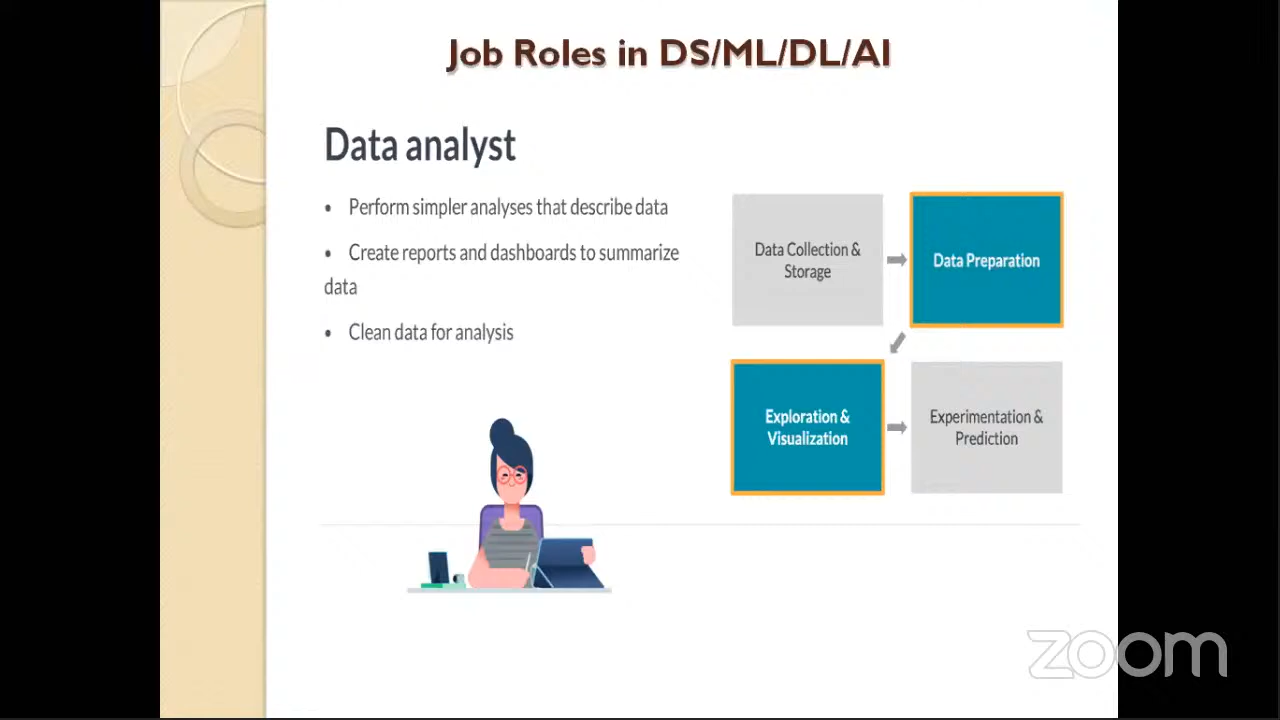 Job Roles in DS/ML/DL/AI
Data analyst
• Perform simpler analyses that describe data
• Create reports and dashboards to summarize
data
• Clean data for analysis
Data Collection &
Storage
Data Preparation
Exploration &
Visualization
Experimentation &
Prediction
zoom